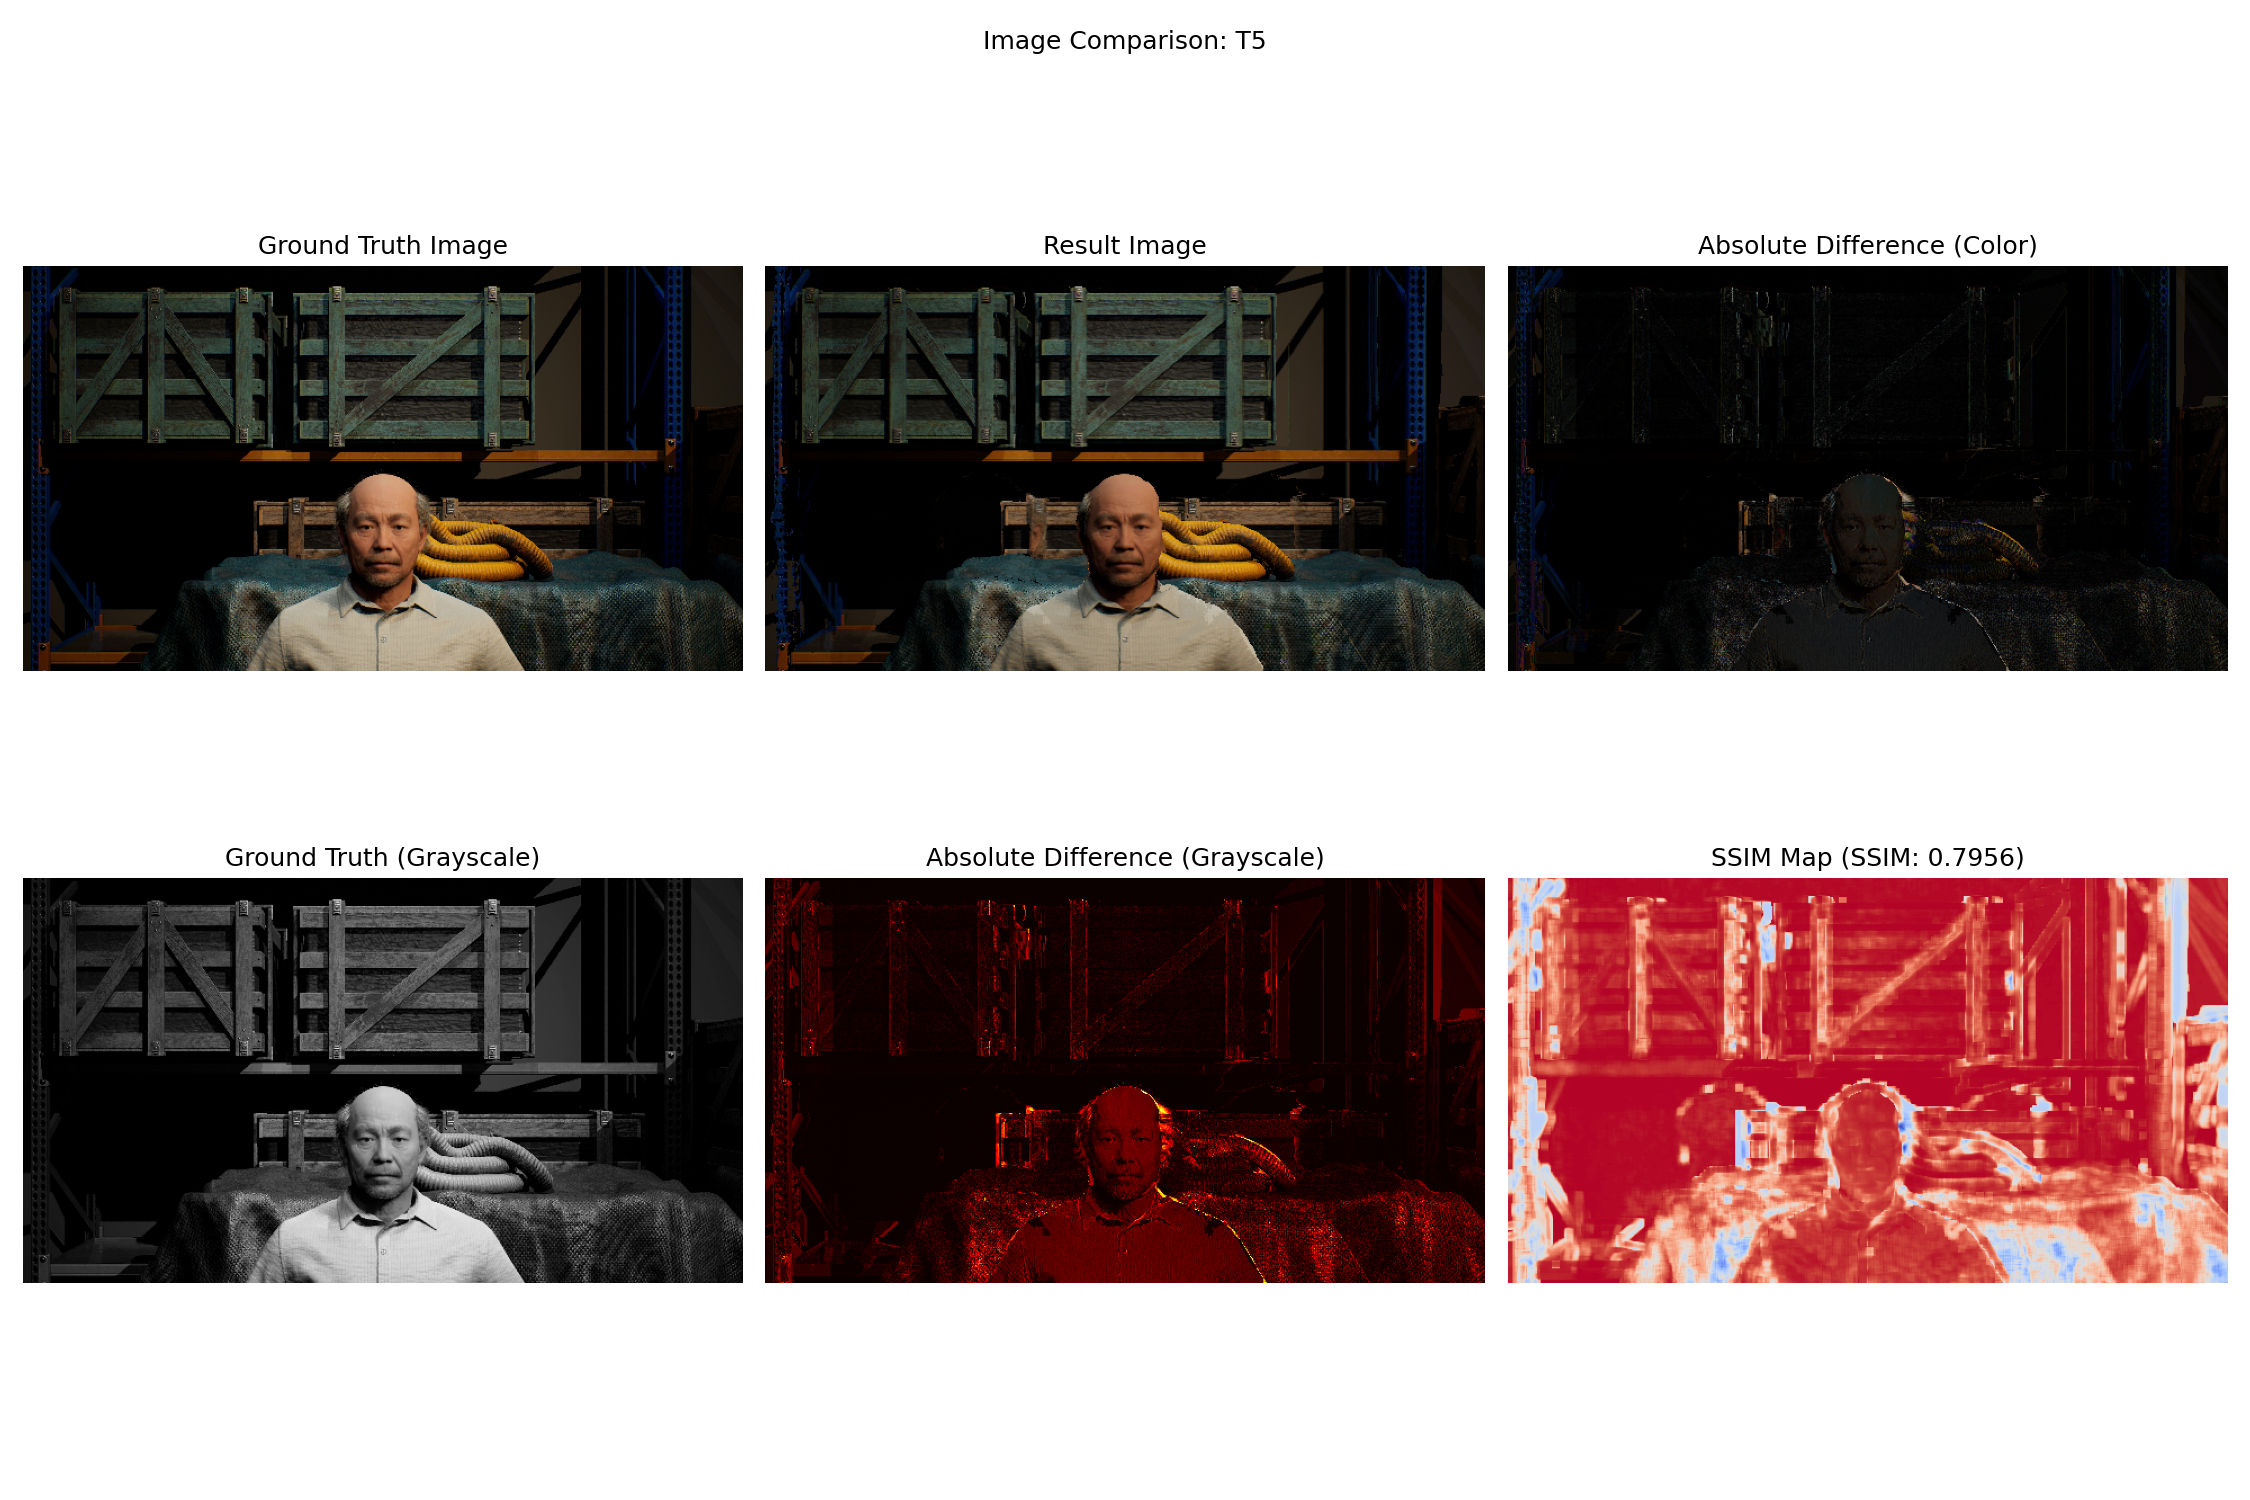 Image Comparison: T5
Ground Truth Image
Result Image
Absolute Difference (Color)
Ground Truth (Grayscale)
Absolute Difference (Grayscale)
SSIM Map (SSIM: 0.7956)